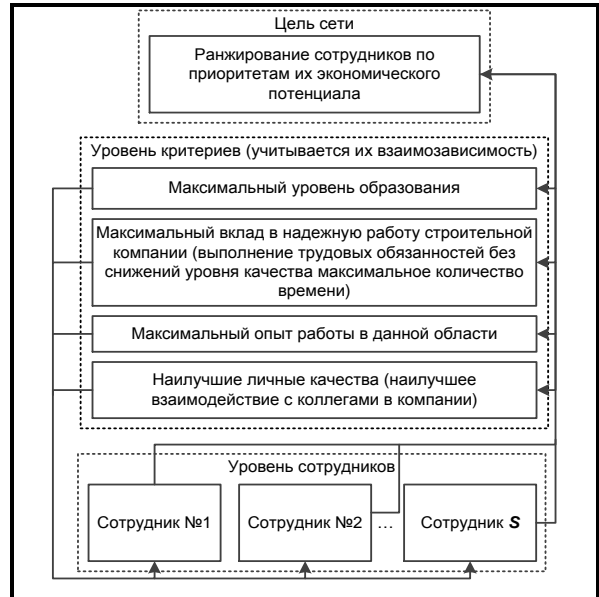 Цель сети
Ранжирование сотрудников по
приоритетам их экономического
потенциала
Уровень критериев (учитывается их взаимозависимость)
Максимальный уровень образования
Максимальный вклад в надежную работу строительной
компании (выполнение трудовых обязанностей без
снижений уровня качества максимальное количество
времени)
Максимальный опыт работы в данной области
Наилучшие личные качества (наилучшее
взаимодействие с коллегами в компании)
Уровень сотрудников
Сотрудник №1
Сотрудник №2
...
Сотрудник S